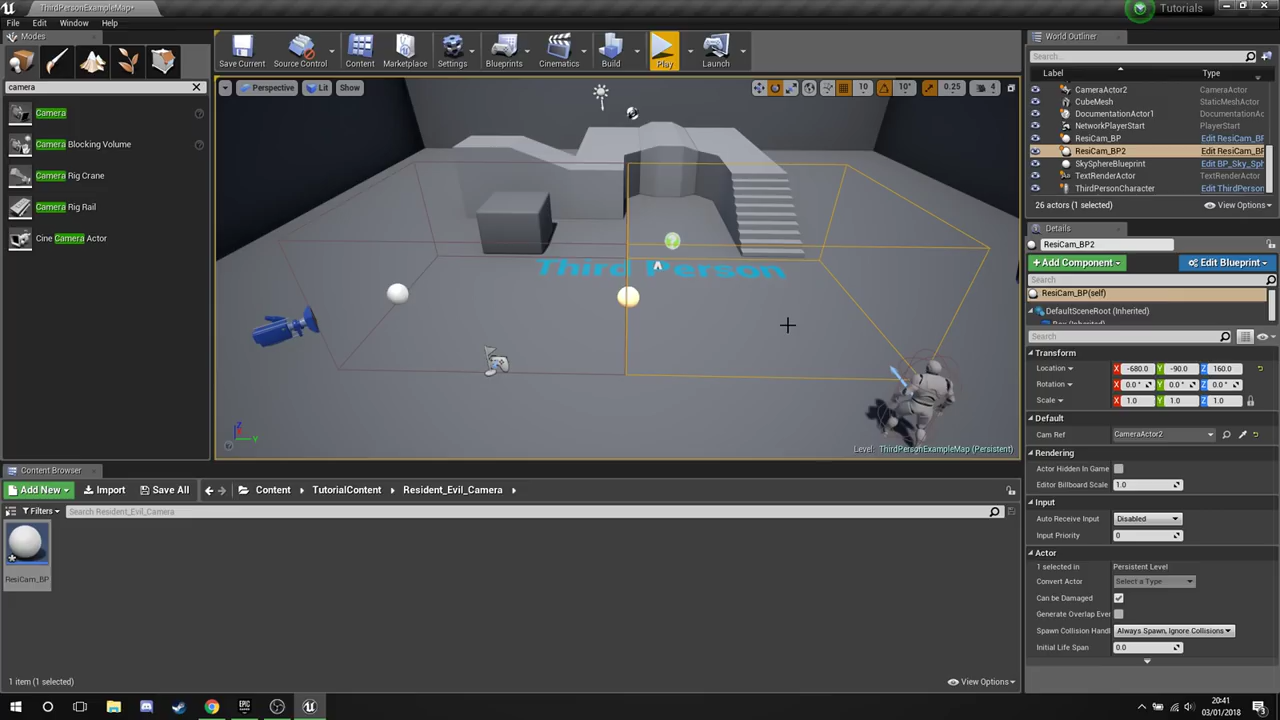 ThirdPersonExampleMap*
Tutorials
File Edit Window Help
Modes
camera
Camera
Camera Blocking Volume
Camera Rig Crane
Camera Rig Rail
Cine Camera Actor
Save Current Source Control Content Marketplace Settings Blueprints Cinematics Build Play Launch
Perspective Lit Show
10 10° 0.25 4
Third Person
Level: ThirdPersonExampleMap (Persistent)
World Outliner
Search...
Label Type
CameraActor2 CameraActor
CubeMesh StaticMeshActor
DocumentationActor1 DocumentationAc
NetworkPlayerStart PlayerStart
ResiCam_BP Edit ResiCam_BP
ResiCam_BP2 Edit ResiCam_BP
SkySphereBlueprint Edit BP_Sky_Sph
TextRenderActor TextRenderActor
ThirdPersonCharacter Edit ThirdPerson
26 actors (1 selected) View Options
Details
ResiCam_BP2
+Add Component Edit Blueprint
Search
ResiCam_BP(self)
DefaultSceneRoot (Inherited)
Search
Transform
Location X -680.0 Y -90.0 Z 160.0
Rotation X 0.0° Y 0.0° Z 0.0°
Scale X 1.0 Y 1.0 Z 1.0
Default
Cam Ref CameraActor2
Rendering
Actor Hidden In Game
Editor Billboard Scale 1.0
Input
Auto Receive Input Disabled
Input Priority 0
Actor
1 selected in Persistent Level
Convert Actor Select a Type
Can be Damaged
Generate Overlap Ever
Spawn Collision Handl Always Spawn, Ignore Collisions
Initial Life Span 0.0
Content Browser
Add New Import Save All Content TutorialContent Resident_Evil_Camera
Filters Search Resident_Evil_Camera
ResiCam_BP
1 item (1 selected) View Options
20:41
03/01/2018